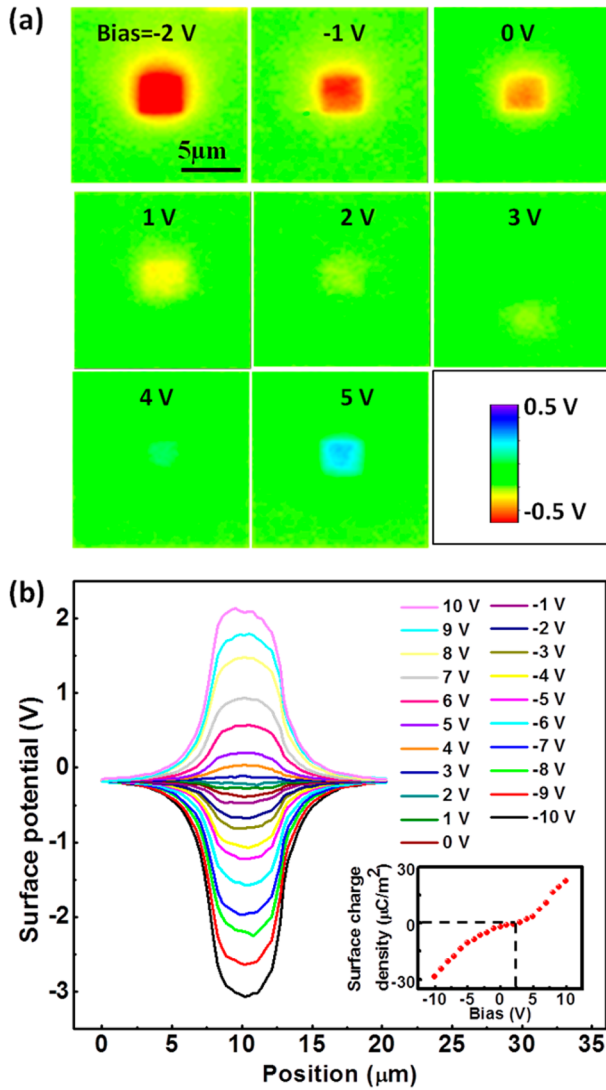 (a)
Bias=-2 V
-1 V
0 V
5μm
1 V
2 V
3 V
4 V
5 V
0.5 V
-0.5 V
(b)
Surface potential (V)
2
1
0
-1
-2
-3
0 5 10 15 20 25 30 35
Position (μm)
10 V -1 V
9 V -2 V
8 V -3 V
7 V -4 V
6 V -5 V
5 V -6 V
4 V -7 V
3 V -8 V
2 V -9 V
1 V -10 V
0 V
Surface charge
density (μC/m²)
30
0
-30
-10 -5 0 5 10
Bias (V)